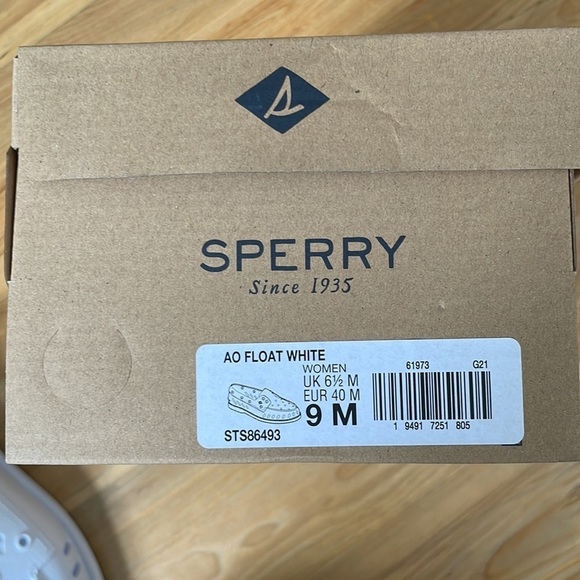 SPERRY
Since 1935
AO FLOAT WHITE
WOMEN
UK 6½ M
EUR 40 M
9 M
STS86493
61973 G21
1 9491 7251 805